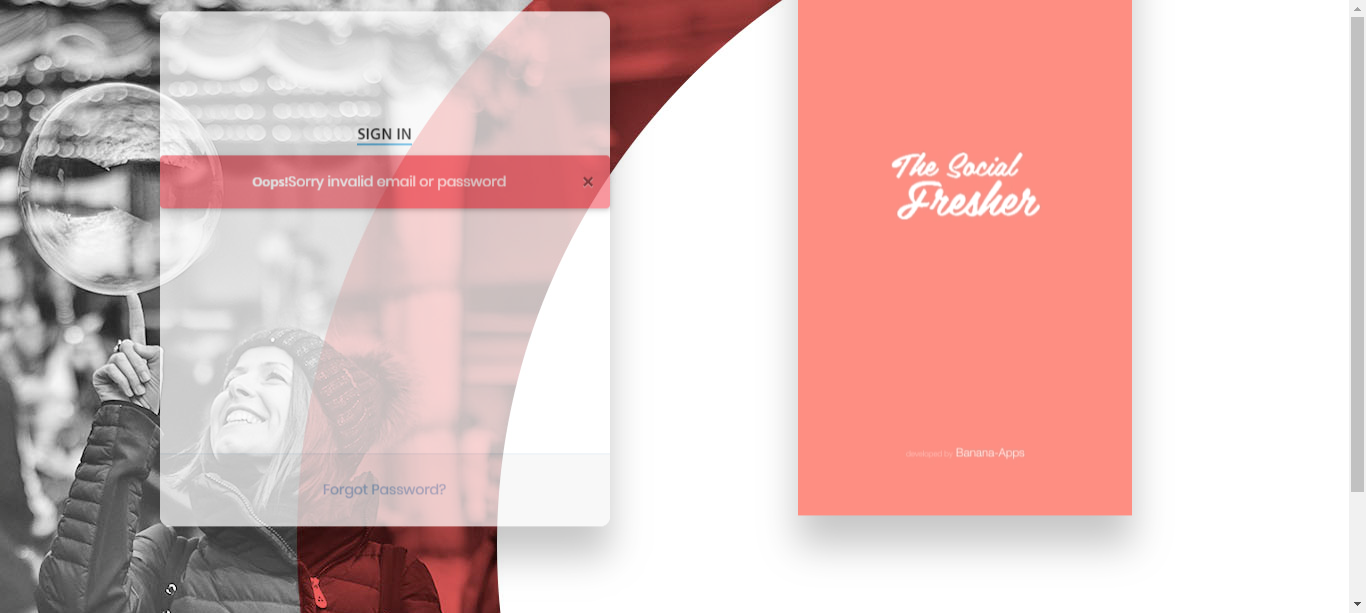 SIGN IN
Oops!Sorry invalid email or password
×
Forgot Password?
The Social
Fresher
developed by Banana-Apps